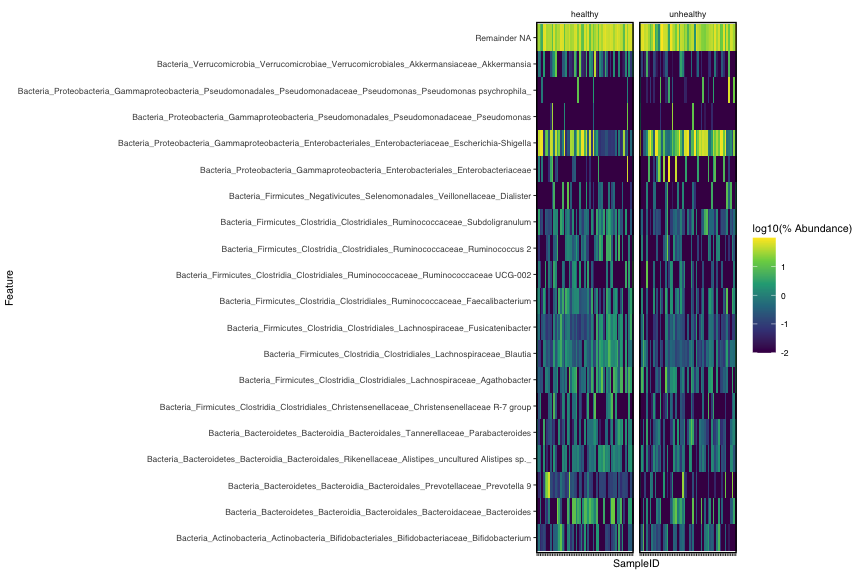 healthy unhealthy
Remainder NA
Bacteria_Verrucomicrobia_Verrucomicrobiae_Verrucomicrobiales_Akkermansiaceae_Akkermansia
Bacteria_Proteobacteria_Gammaproteobacteria_Pseudomonadales_Pseudomonadaceae_Pseudomonas_Pseudomonas psychrophila_
Bacteria_Proteobacteria_Gammaproteobacteria_Pseudomonadales_Pseudomonadaceae_Pseudomonas
Bacteria_Proteobacteria_Gammaproteobacteria_Enterobacteriales_Enterobacteriaceae_Escherichia-Shigella
Bacteria_Proteobacteria_Gammaproteobacteria_Enterobacteriales_Enterobacteriaceae
Bacteria_Firmicutes_Negativicutes_Selenomonadales_Veillonellaceae_Dialister
Bacteria_Firmicutes_Clostridia_Clostridiales_Ruminococcaceae_Subdoligranulum
Bacteria_Firmicutes_Clostridia_Clostridiales_Ruminococcaceae_Ruminococcus 2
Bacteria_Firmicutes_Clostridia_Clostridiales_Ruminococcaceae_Ruminococcaceae UCG-002
Bacteria_Firmicutes_Clostridia_Clostridiales_Ruminococcaceae_Faecalibacterium
Bacteria_Firmicutes_Clostridia_Clostridiales_Lachnospiraceae_Fusicatenibacter
Bacteria_Firmicutes_Clostridia_Clostridiales_Lachnospiraceae_Blautia
Bacteria_Firmicutes_Clostridia_Clostridiales_Lachnospiraceae_Agathobacter
Bacteria_Firmicutes_Clostridia_Clostridiales_Christensenellaceae_Christensenellaceae R-7 group
Bacteria_Bacteroidetes_Bacteroidia_Bacteroidales_Tannerellaceae_Parabacteroides
Bacteria_Bacteroidetes_Bacteroidia_Bacteroidales_Rikenellaceae_Alistipes_uncultured Alistipes sp._
Bacteria_Bacteroidetes_Bacteroidia_Bacteroidales_Prevotellaceae_Prevotella 9
Bacteria_Bacteroidetes_Bacteroidia_Bacteroidales_Bacteroidaceae_Bacteroides
Bacteria_Actinobacteria_Actinobacteria_Bifidobacteriales_Bifidobacteriaceae_Bifidobacterium
Feature
SampleID
log10(% Abundance)
1
0
-1
-2